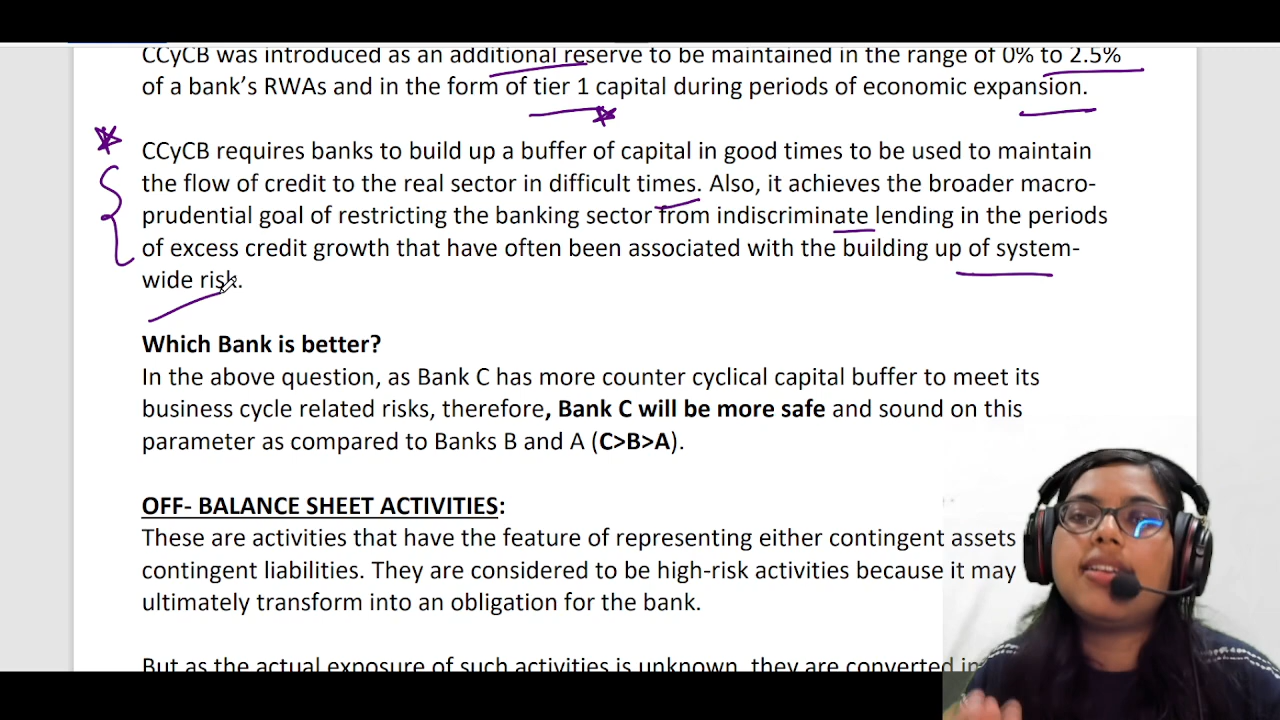 CCyCB was introduced as an additional reserve to be maintained in the range of 0% to 2.5%
of a bank's RWAs and in the form of tier 1 capital during periods of economic expansion.
CCyCB requires banks to build up a buffer of capital in good times to be used to maintain
the flow of credit to the real sector in difficult times. Also, it achieves the broader macro-
prudential goal of restricting the banking sector from indiscriminate lending in the periods
of excess credit growth that have often been associated with the building up of system-
wide risk.
Which Bank is better?
In the above question, as Bank C has more counter cyclical capital buffer to meet its
business cycle related risks, therefore, Bank C will be more safe and sound on this
parameter as compared to Banks B and A (C>B>A).
OFF- BALANCE SHEET ACTIVITIES:
These are activities that have the feature of representing either contingent assets
contingent liabilities. They are considered to be high-risk activities because it may
ultimately transform into an obligation for the bank.
But as the actual exposure of such activities is unknown, they are converted in